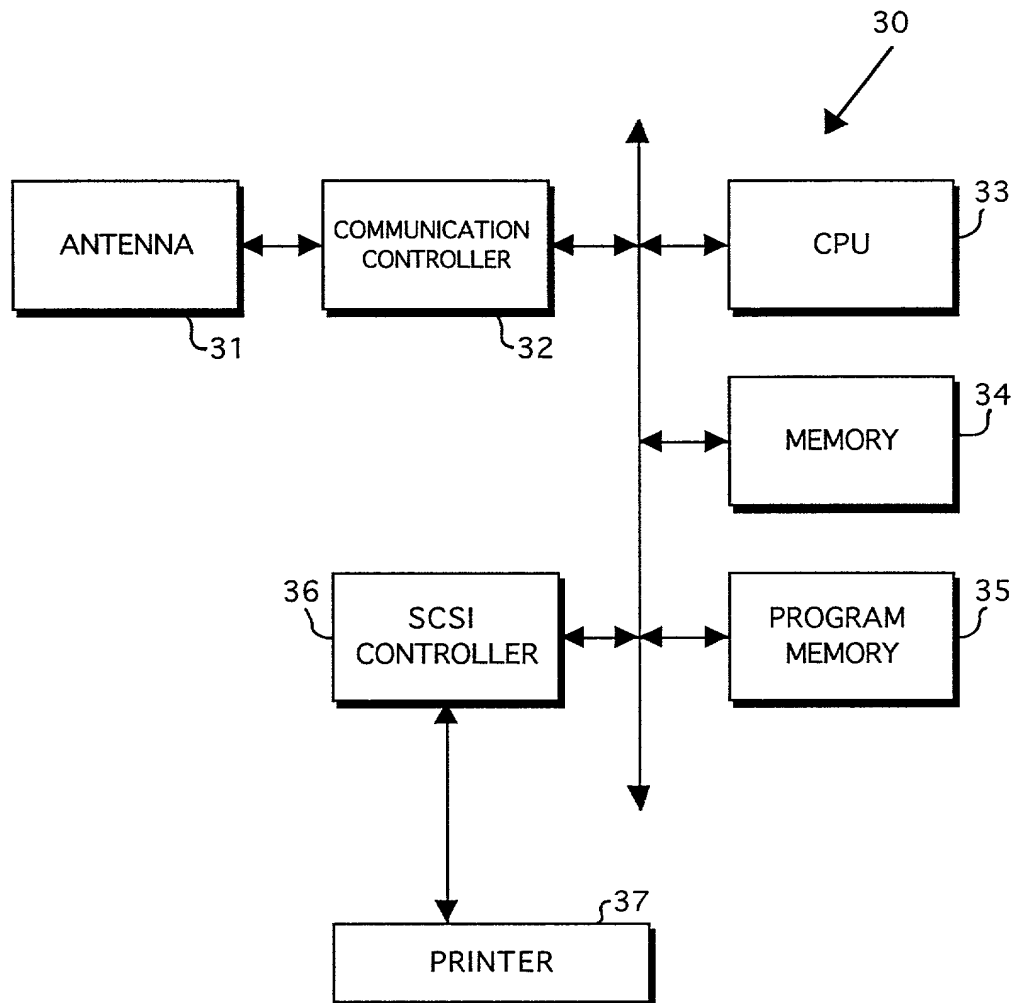 30
ANTENNA
31
COMMUNICATION
CONTROLLER
32
CPU
33
MEMORY
34
36
SCSI
CONTROLLER
PROGRAM
MEMORY
35
37
PRINTER